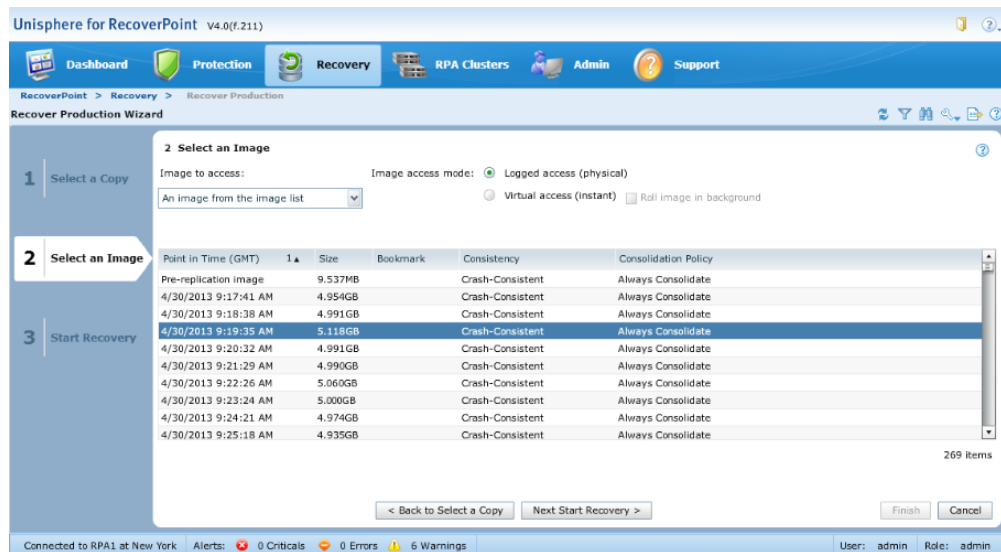 Unisphere for RecoverPoint V4.0(f.211)
Dashboard Protection Recovery RPA Clusters Admin Support
RecoverPoint > Recovery > Recover Production
Recover Production Wizard
2 Select an Image
1 Select a Copy
Image to access: Image access mode: Logged access (physical)
An image from the image list Virtual access (instant) Roll image in background
2 Select an Image
Point in Time (GMT) 1 Size Bookmark Consistency Consolidation Policy
Pre-replication image 9.537MB Crash-Consistent Always Consolidate
4/30/2013 9:17:41 AM 4.954GB Crash-Consistent Always Consolidate
4/30/2013 9:18:38 AM 4.991GB Crash-Consistent Always Consolidate
3 Start Recovery
4/30/2013 9:19:35 AM 5.118GB Crash-Consistent Always Consolidate
4/30/2013 9:20:32 AM 4.991GB Crash-Consistent Always Consolidate
4/30/2013 9:21:29 AM 4.990GB Crash-Consistent Always Consolidate
4/30/2013 9:22:26 AM 5.060GB Crash-Consistent Always Consolidate
4/30/2013 9:23:24 AM 5.000GB Crash-Consistent Always Consolidate
4/30/2013 9:24:21 AM 4.974GB Crash-Consistent Always Consolidate
4/30/2013 9:25:18 AM 4.935GB Crash-Consistent Always Consolidate
269 items
< Back to Select a Copy Next Start Recovery > Finish Cancel
Connected to RPA1 at New York Alerts: 0 Criticals 0 Errors 6 Warnings User: admin Role: admin